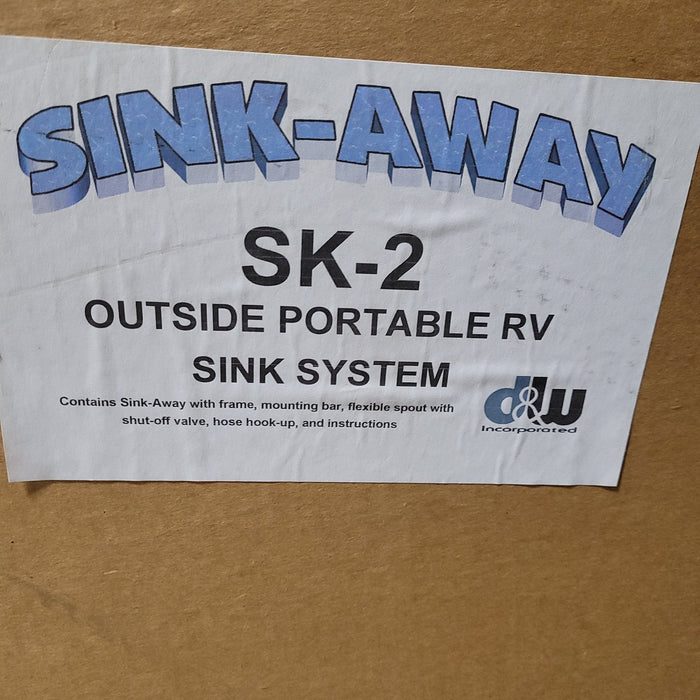 SINK-AWAY
SK-2
OUTSIDE PORTABLE RV
SINK SYSTEM
Contains Sink-Away with frame, mounting bar, flexible spout with
shut-off valve, hose hook-up, and instructions
d&w
Incorporated